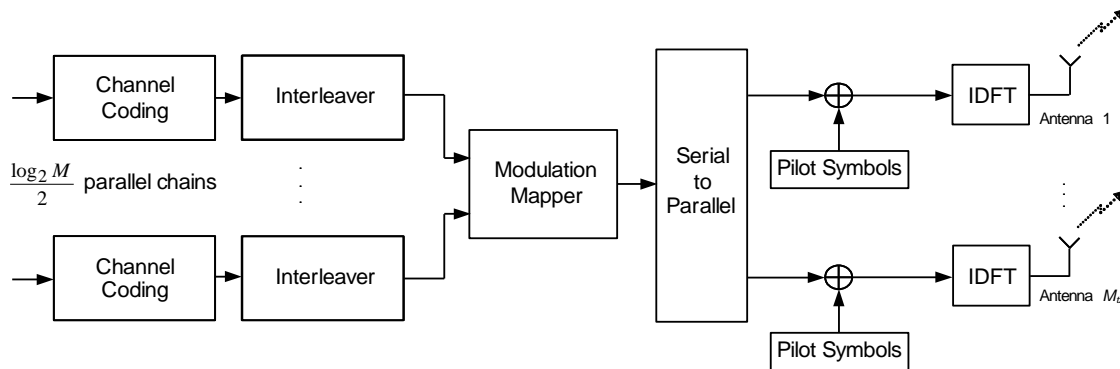 Channel
Coding
Interleaver
log₂ M
2
parallel chains
Channel
Coding
Interleaver
Modulation
Mapper
Serial
to
Parallel
Pilot Symbols
IDFT
Antenna 1
Pilot Symbols
IDFT
Antenna Mₜ